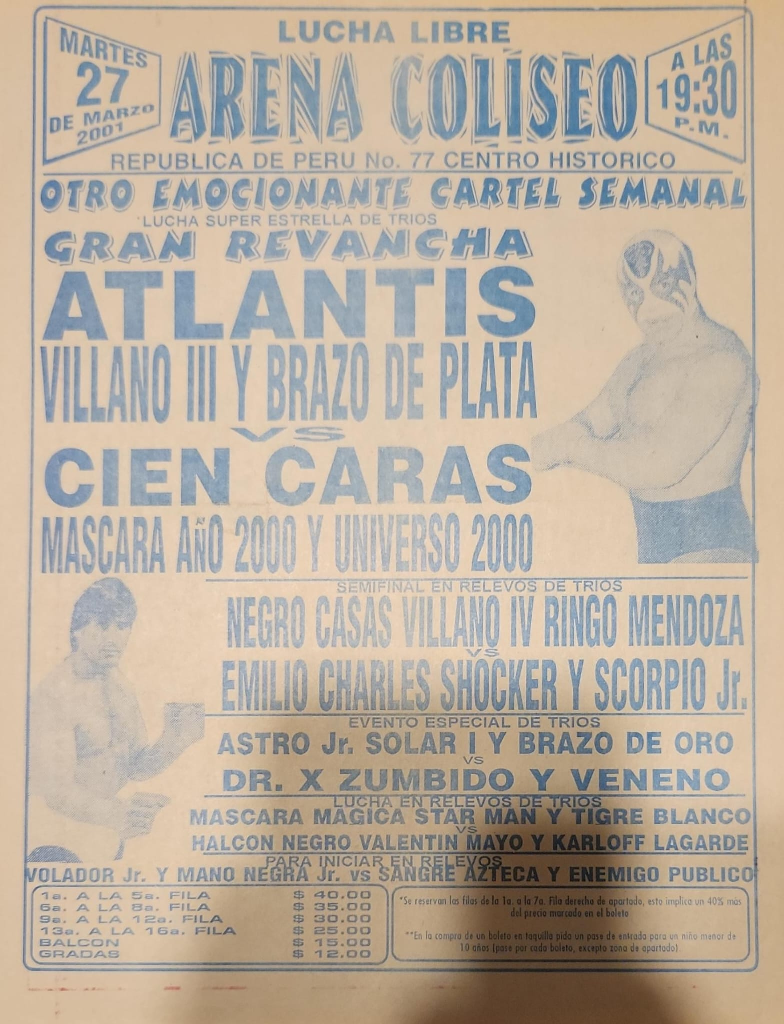 LUCHA LIBRE
MARTES
27
DE MARZO
2001
ARENA COLISEO
A LAS
19:30
P.M.
REPUBLICA DE PERU No. 77 CENTRO HISTORICO
OTRO EMOCIONANTE CARTEL SEMANAL
LUCHA SUPER ESTRELLA DE TRIOS
GRAN REVANCHA
ATLANTIS
VILLANO III Y BRAZO DE PLATA
VS
CIEN CARAS
MASCARA AÑO 2000 Y UNIVERSO 2000
SEMIFINAL EN RELEVOS DE TRIOS
NEGRO CASAS VILLANO IV RINGO MENDOZA
VS
EMILIO CHARLES SHOCKER Y SCORPIO Jr.
EVENTO ESPECIAL DE TRIOS
ASTRO Jr. SOLAR I Y BRAZO DE ORO
VS
DR. X ZUMBIDO Y VENENO
LUCHA EN RELEVOS DE TRIOS
MASCARA MAGICA STAR MAN Y TIGRE BLANCO
VS
HALCON NEGRO VALENTIN MAYO Y KARLOFF LAGARDE
PARA INICIAR EN RELEVOS
VOLADOR Jr. Y MANO NEGRA Jr. vs SANGRE AZTECA Y ENEMIGO PUBLICO
1a. A LA 5a. FILA $ 40.00
6a. A LA 8a. FILA $ 35.00
9a. A LA 12a. FILA $ 30.00
13a. A LA 16a. FILA $ 25.00
BALCON $ 15.00
GRADAS $ 12.00
*Se reservan las filas de la 1a. a la 7a. Fila derecho de apartado, esto implica un 40% más
del precio marcado en el boleto
**En la compra de un boleto en taquilla pida un pase de entrada para un niño menor de
10 años (pase por cada boleto, excepto zona de apartado).